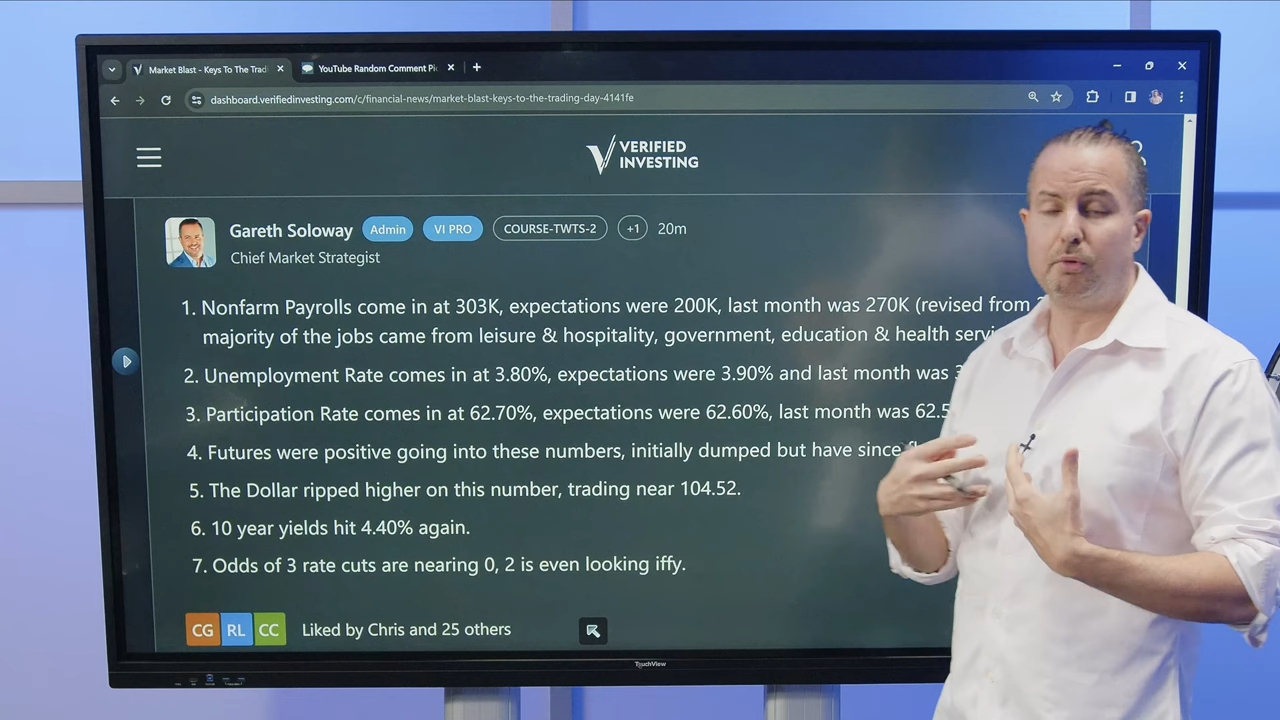 Market Blast - Keys To The Trad
YouTube Random Comment Pi
dashboard.verifiedinvesting.com/c/financial-news/market-blast-keys-to-the-trading-day-4141fe
VERIFIED
INVESTING
Gareth Soloway Admin VI PRO COURSE-TWTS-2 +1 20m
Chief Market Strategist
1. Nonfarm Payrolls come in at 303K, expectations were 200K, last month was 270K (revised from
majority of the jobs came from leisure & hospitality, government, education & health servi
2. Unemployment Rate comes in at 3.80%, expectations were 3.90% and last month was
3. Participation Rate comes in at 62.70%, expectations were 62.60%, last month was 62.5
4. Futures were positive going into these numbers, initially dumped but have since
5. The Dollar ripped higher on this number, trading near 104.52.
6. 10 year yields hit 4.40% again.
7. Odds of 3 rate cuts are nearing 0, 2 is even looking iffy.
CG RL CC Liked by Chris and 25 others
TouchView